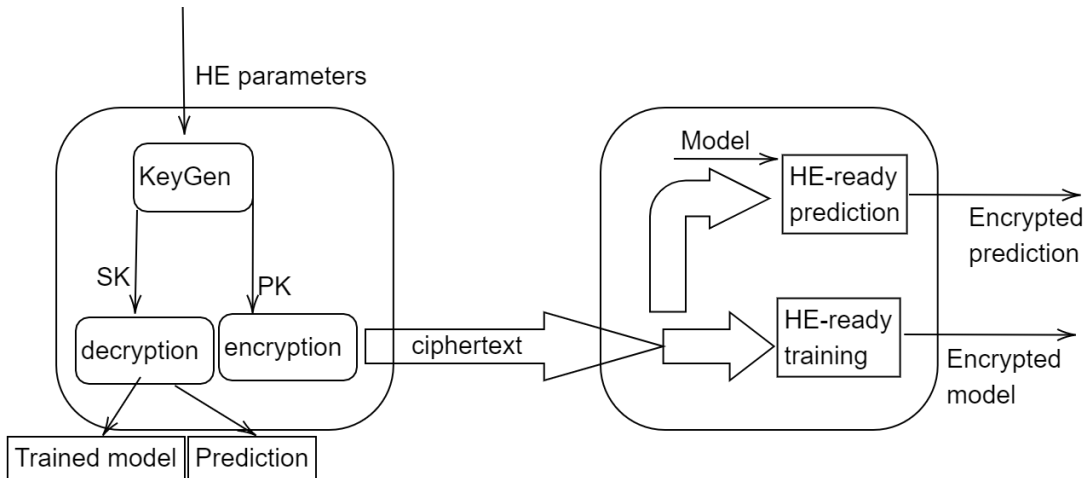 HE parameters
KeyGen
SK
PK
decryption
encryption
Trained model
Prediction
ciphertext
Model
HE-ready
prediction
Encrypted
prediction
HE-ready
training
Encrypted
model